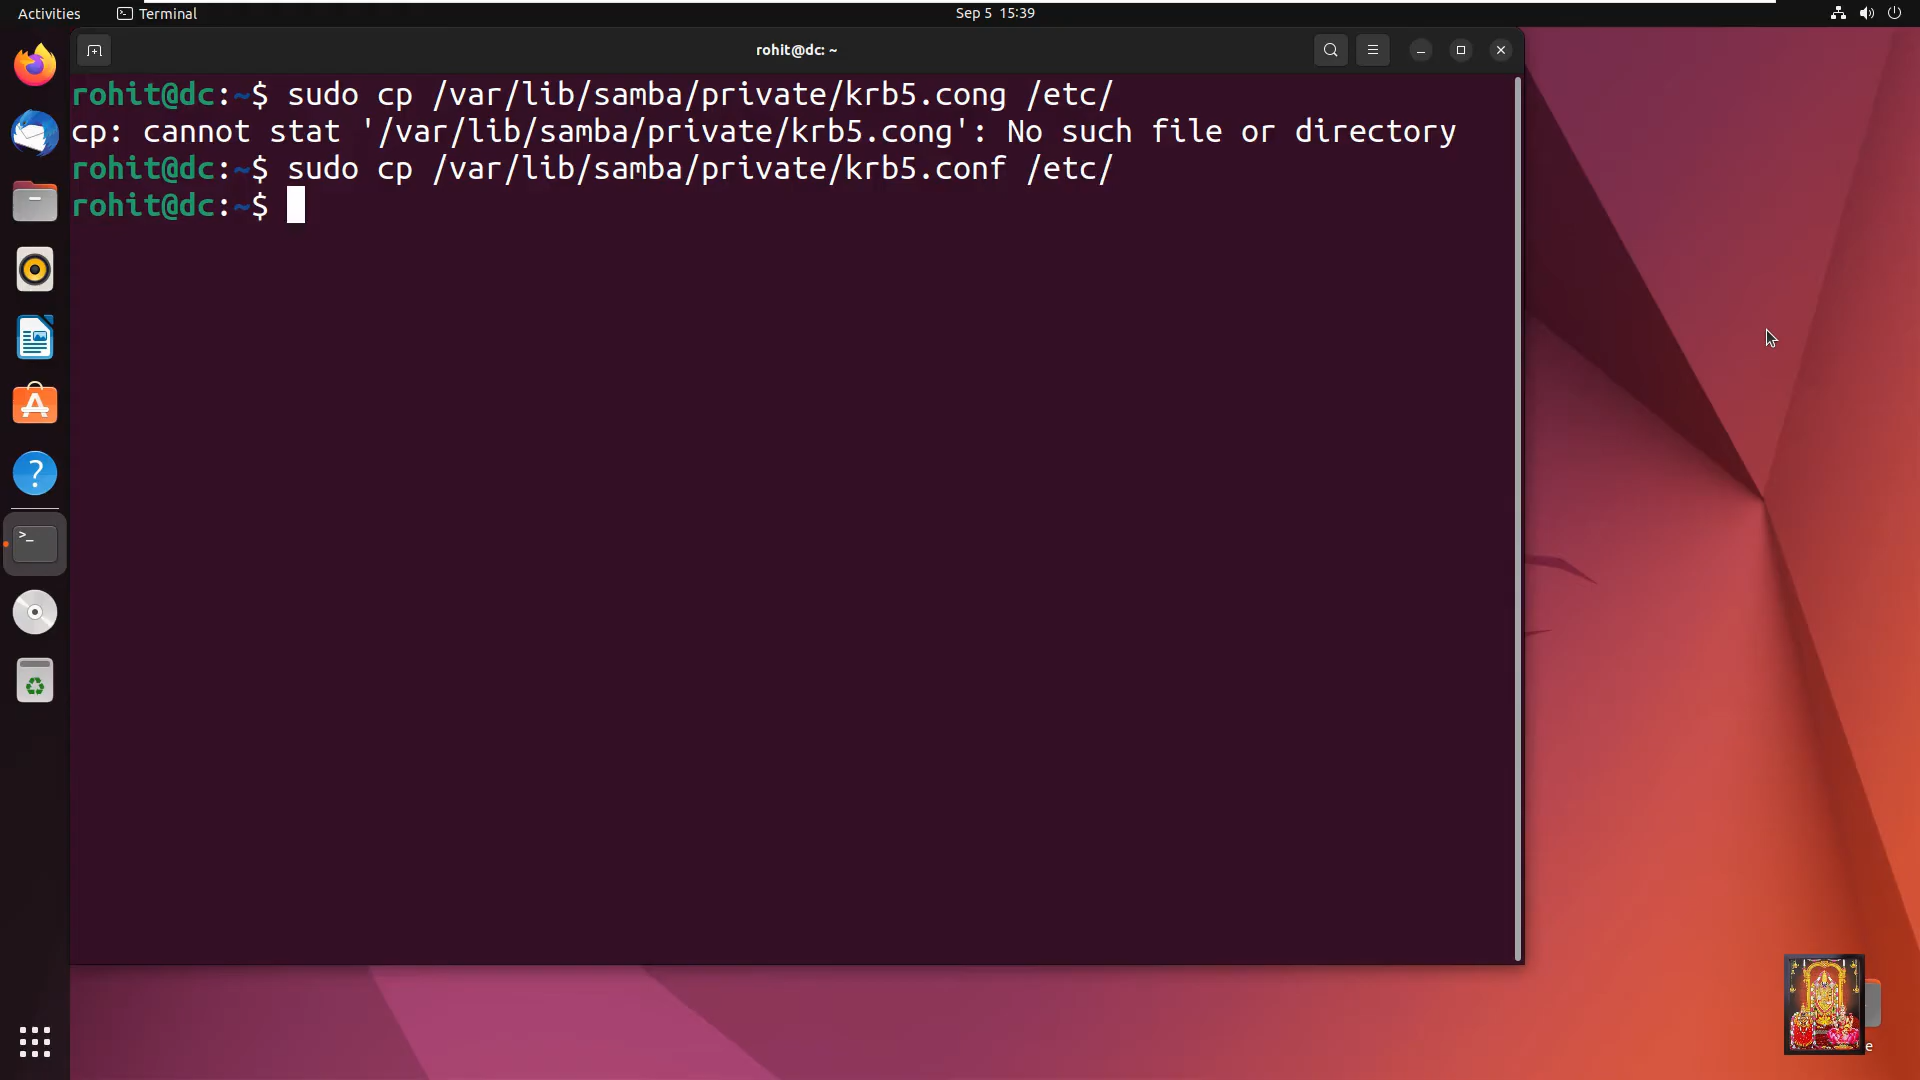 Activities
Terminal
Sep 5 15:39
rohit@dc: ~
rohit@dc:~$ sudo cp /var/lib/samba/private/krb5.cong /etc/
cp: cannot stat '/var/lib/samba/private/krb5.cong': No such file or directory
rohit@dc:~$ sudo cp /var/lib/samba/private/krb5.conf /etc/
rohit@dc:~$